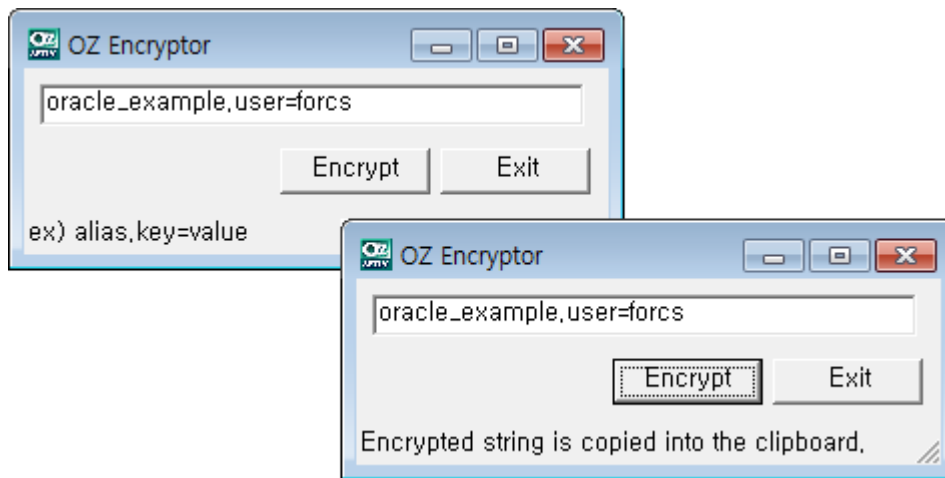 OZ Encryptor
oracle_example,user=forcs
Encrypt Exit
ex) alias,key=value
OZ Encryptor
oracle_example,user=forcs
Encrypt Exit
Encrypted string is copied into the clipboard,